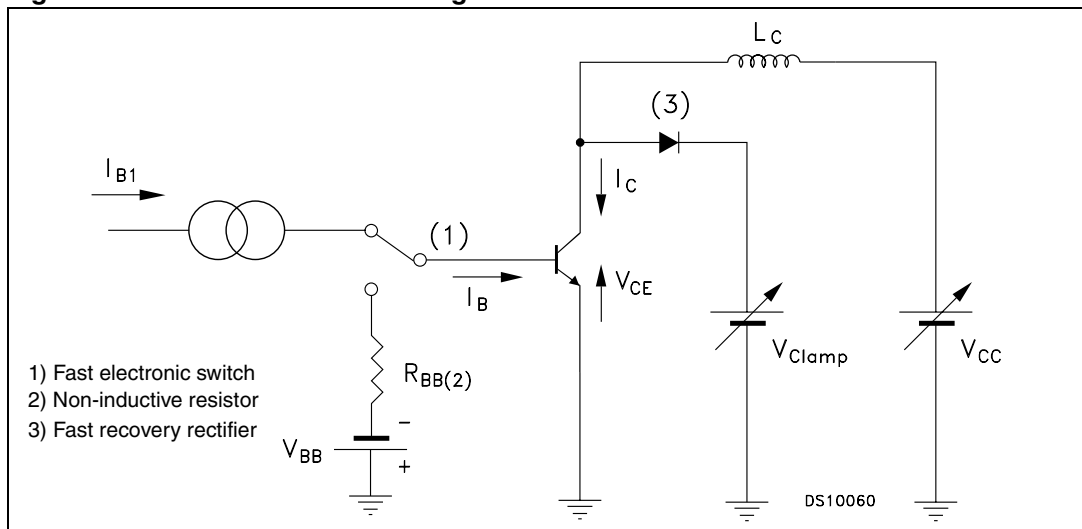 L C
(3)
I B1
I C
(1)
I B
V CE
V Clamp
V CC
R BB(2)
1) Fast electronic switch
2) Non-inductive resistor
3) Fast recovery rectifier
-
V BB
+
DS10060